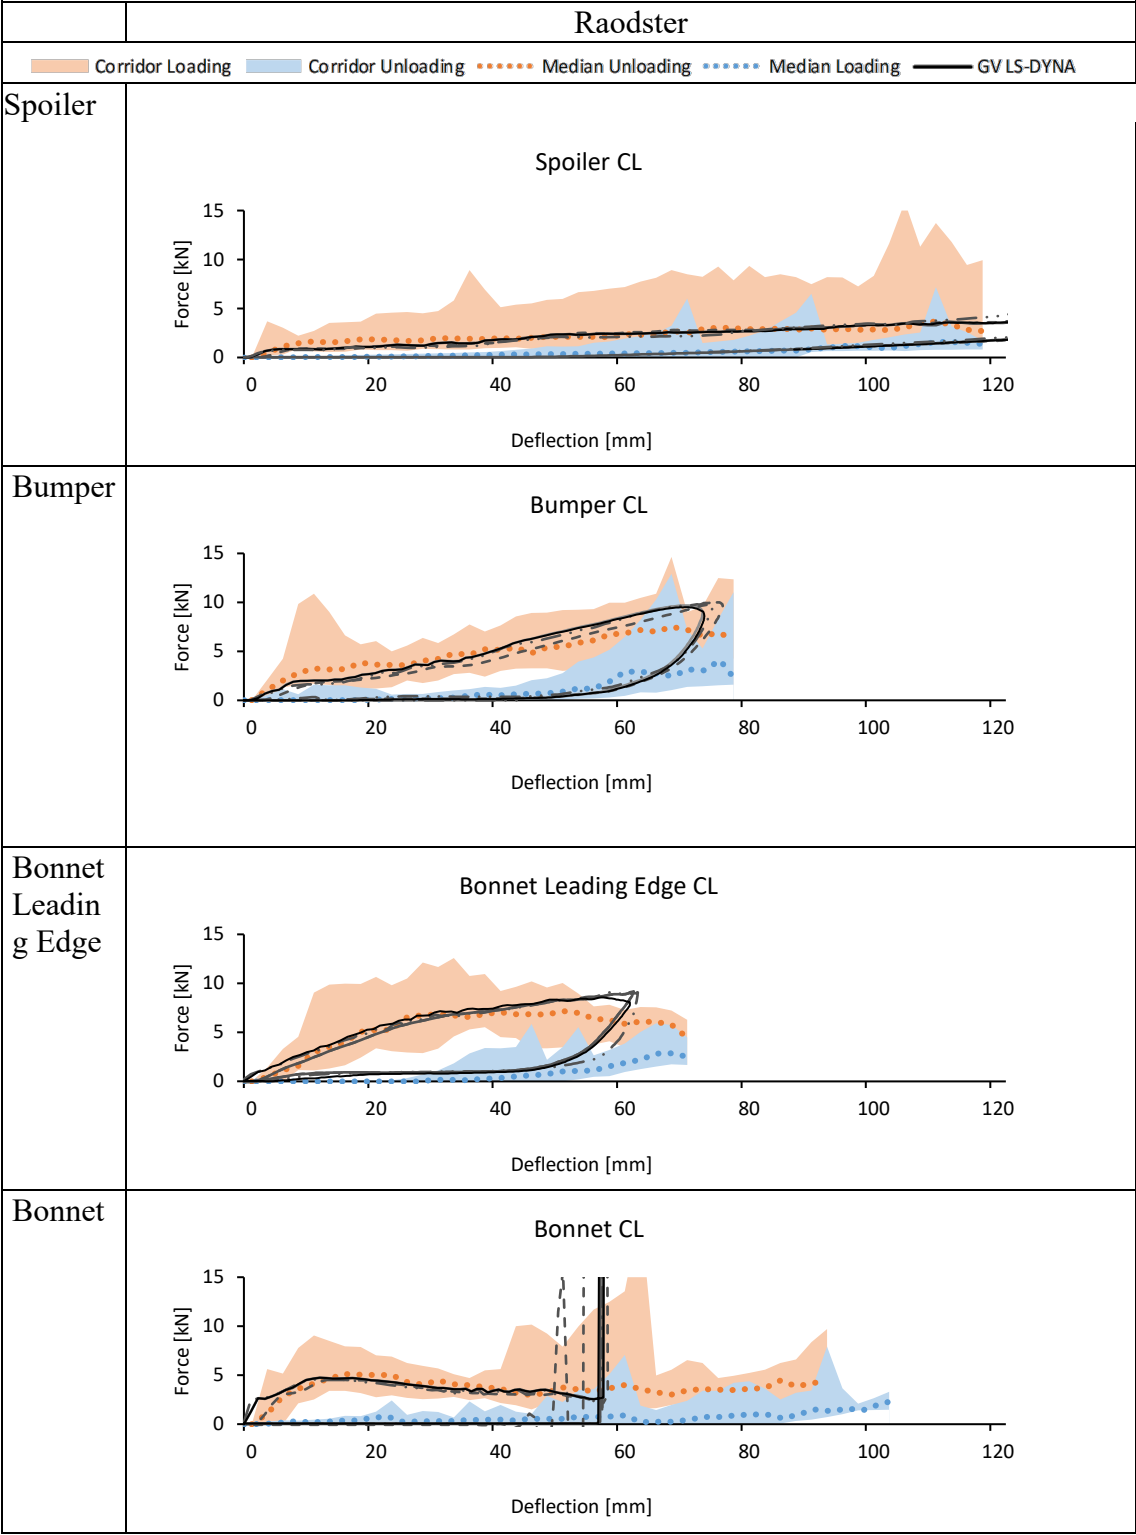 Raodster
Corridor Loading Corridor Unloading Median Unloading Median Loading GV LS-DYNA
Spoiler
Spoiler CL
15
10
5
0
Force [kN]
0 20 40 60 80 100 120
Deflection [mm]
Bumper
Bumper CL
15
10
5
0
Force [kN]
0 20 40 60 80 100 120
Deflection [mm]
Bonnet
Leadin
g Edge
Bonnet Leading Edge CL
15
10
5
0
Force [kN]
0 20 40 60 80 100 120
Deflection [mm]
Bonnet
Bonnet CL
15
10
5
0
Force [kN]
0 20 40 60 80 100 120
Deflection [mm]